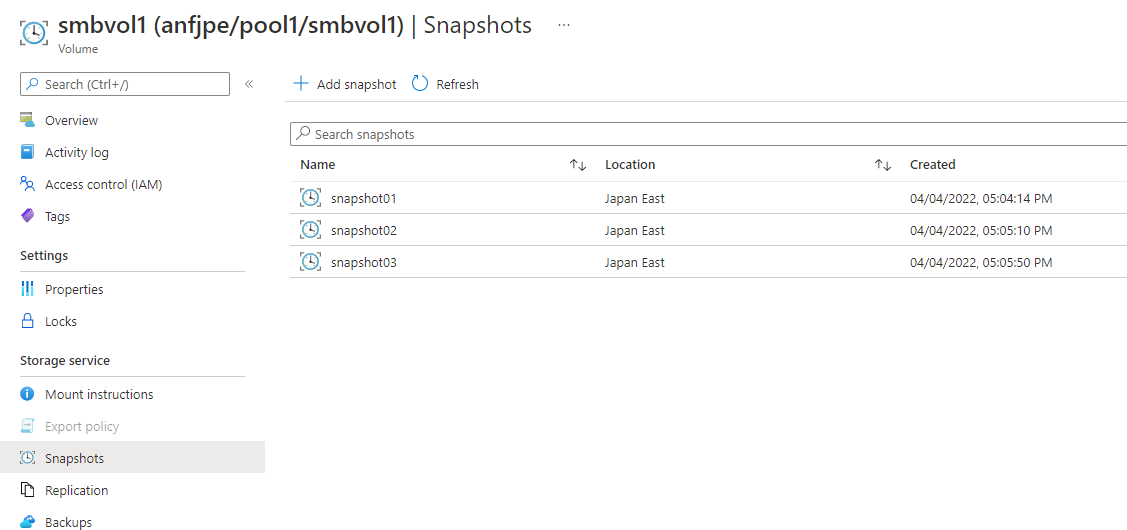 smbvol1 (anfjpe/pool1/smbvol1) | Snapshots ...
Volume
Search (Ctrl+/)
«
Overview
Activity log
Access control (IAM)
Tags
Settings
Properties
Locks
Storage service
Mount instructions
Export policy
Snapshots
Replication
Backups
+ Add snapshot Refresh
Search snapshots
Name ↑↓ Location ↑↓ Created
snapshot01 Japan East 04/04/2022, 05:04:14 PM
snapshot02 Japan East 04/04/2022, 05:05:10 PM
snapshot03 Japan East 04/04/2022, 05:05:50 PM